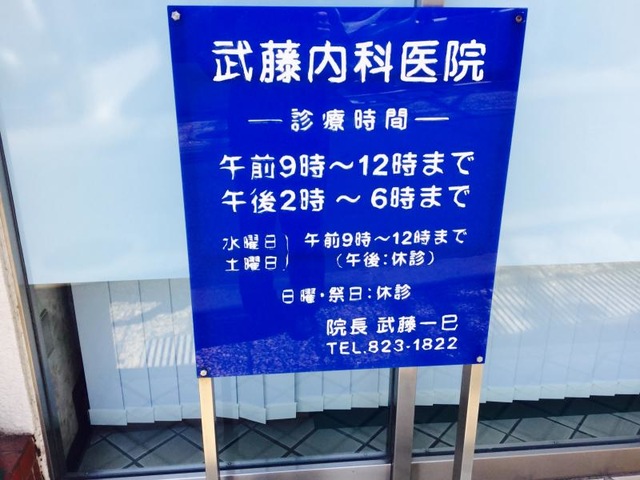 武藤内科医院
―診療時間―
午前9時～12時まで
午後2時～6時まで
水曜日 午前9時～12時まで
土曜日 (午後:休診)
日曜・祭日:休診
院長 武藤一巳
TEL.823-1822